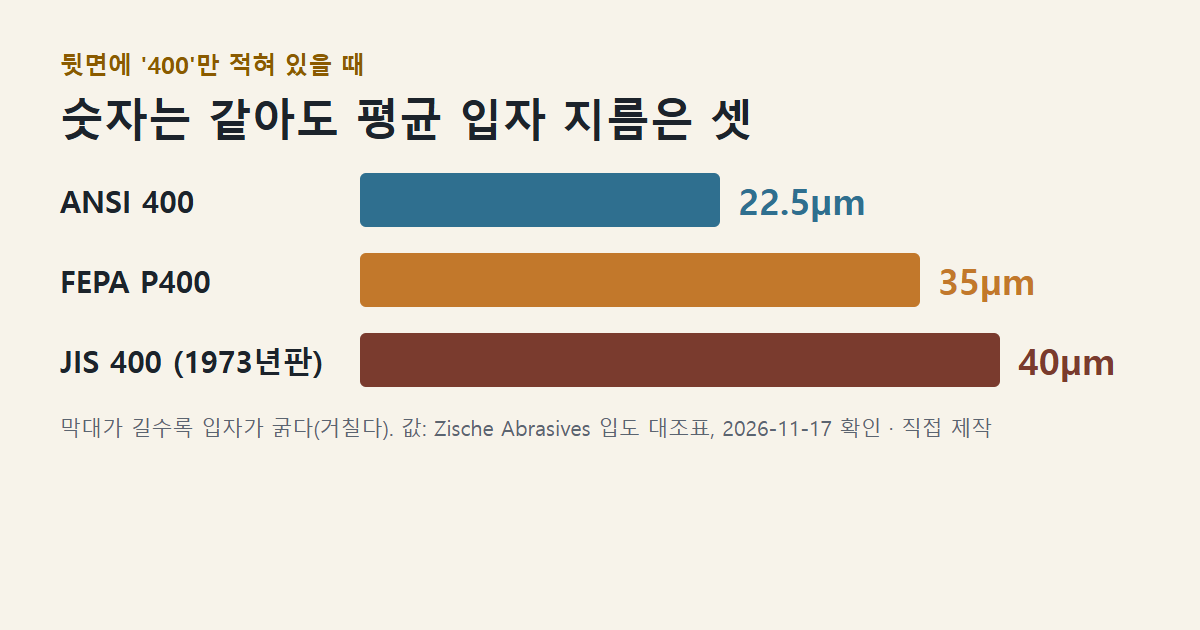 뒷면에 '400'만 적혀 있을 때
숫자는 같아도 평균 입자 지름은 셋
ANSI 400 22.5µm
FEPA P400 35µm
JIS 400 (1973년판) 40µm
막대가 길수록 입자가 굵다(거칠다). 값: Zische Abrasives 입도 대조표, 2026-11-17 확인 · 직접 제작